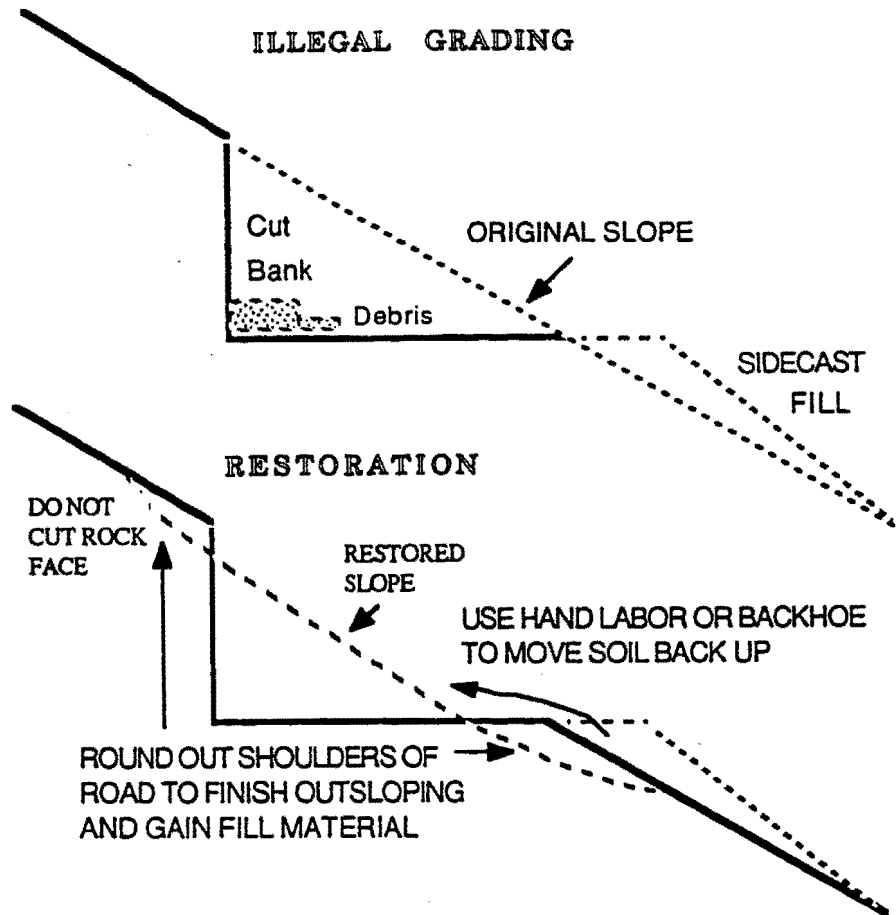 ILLEGAL GRADING
Cut
Bank
Debris
ORIGINAL SLOPE
SIDECAST
FILL
RESTORATION
DO NOT
CUT ROCK
FACE
RESTORED
SLOPE
USE HAND LABOR OR BACKHOE
TO MOVE SOIL BACK UP
ROUND OUT SHOULDERS OF
ROAD TO FINISH OUTSLOPING
AND GAIN FILL MATERIAL